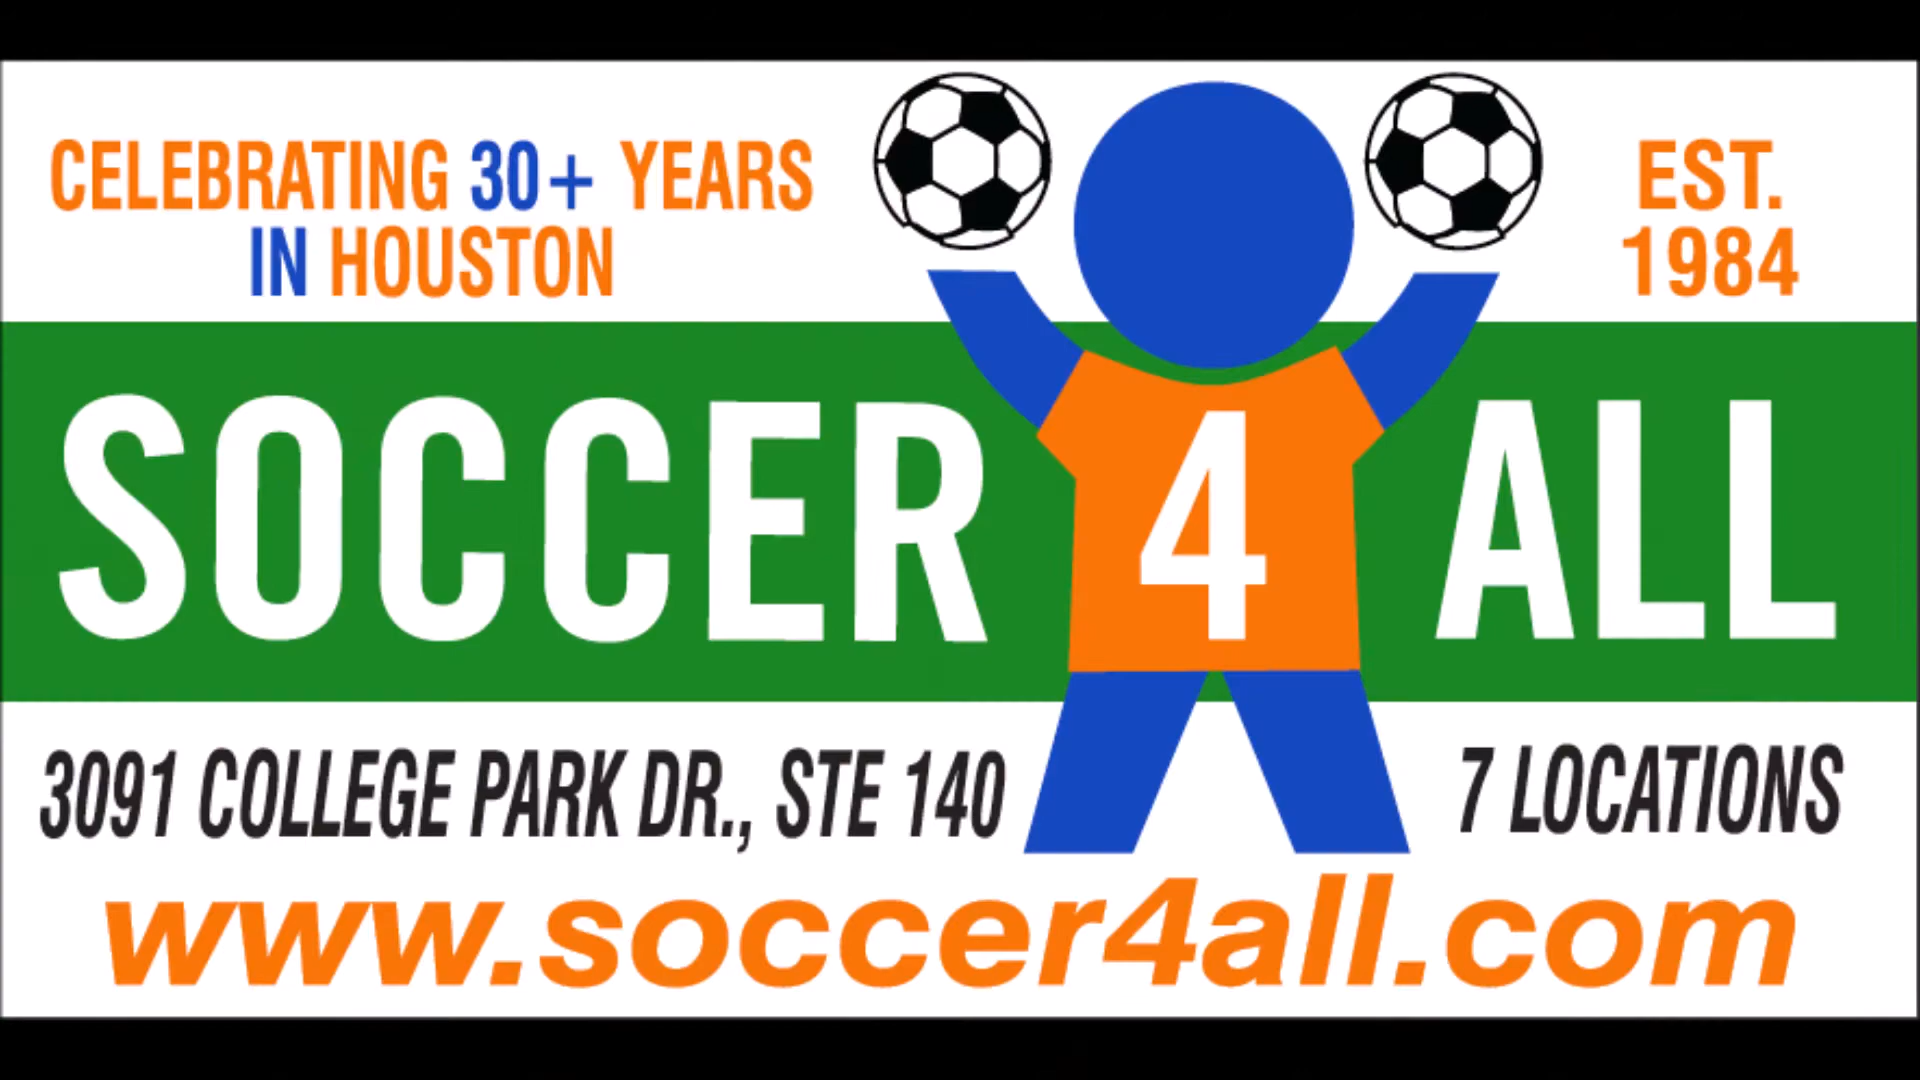 CELEBRATING 30+ YEARS
IN HOUSTON
EST.
1984
SOCCER 4 ALL
3091 COLLEGE PARK DR., STE 140
7 LOCATIONS
www.soccer4all.com